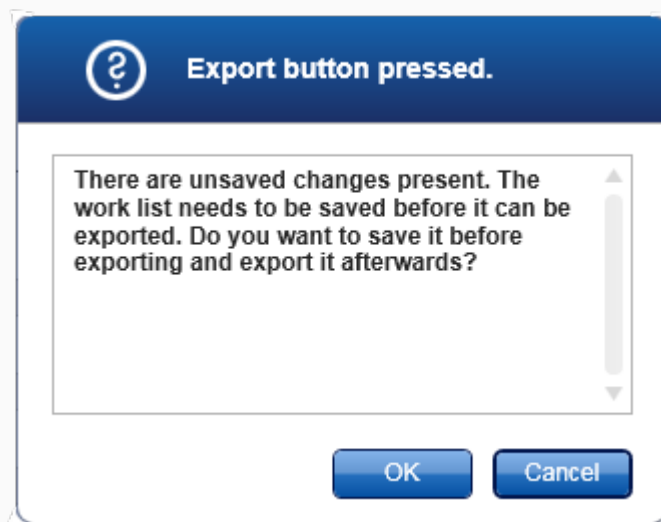 Export button pressed.
There are unsaved changes present. The
work list needs to be saved before it can be
exported. Do you want to save it before
exporting and export it afterwards?
OK
Cancel